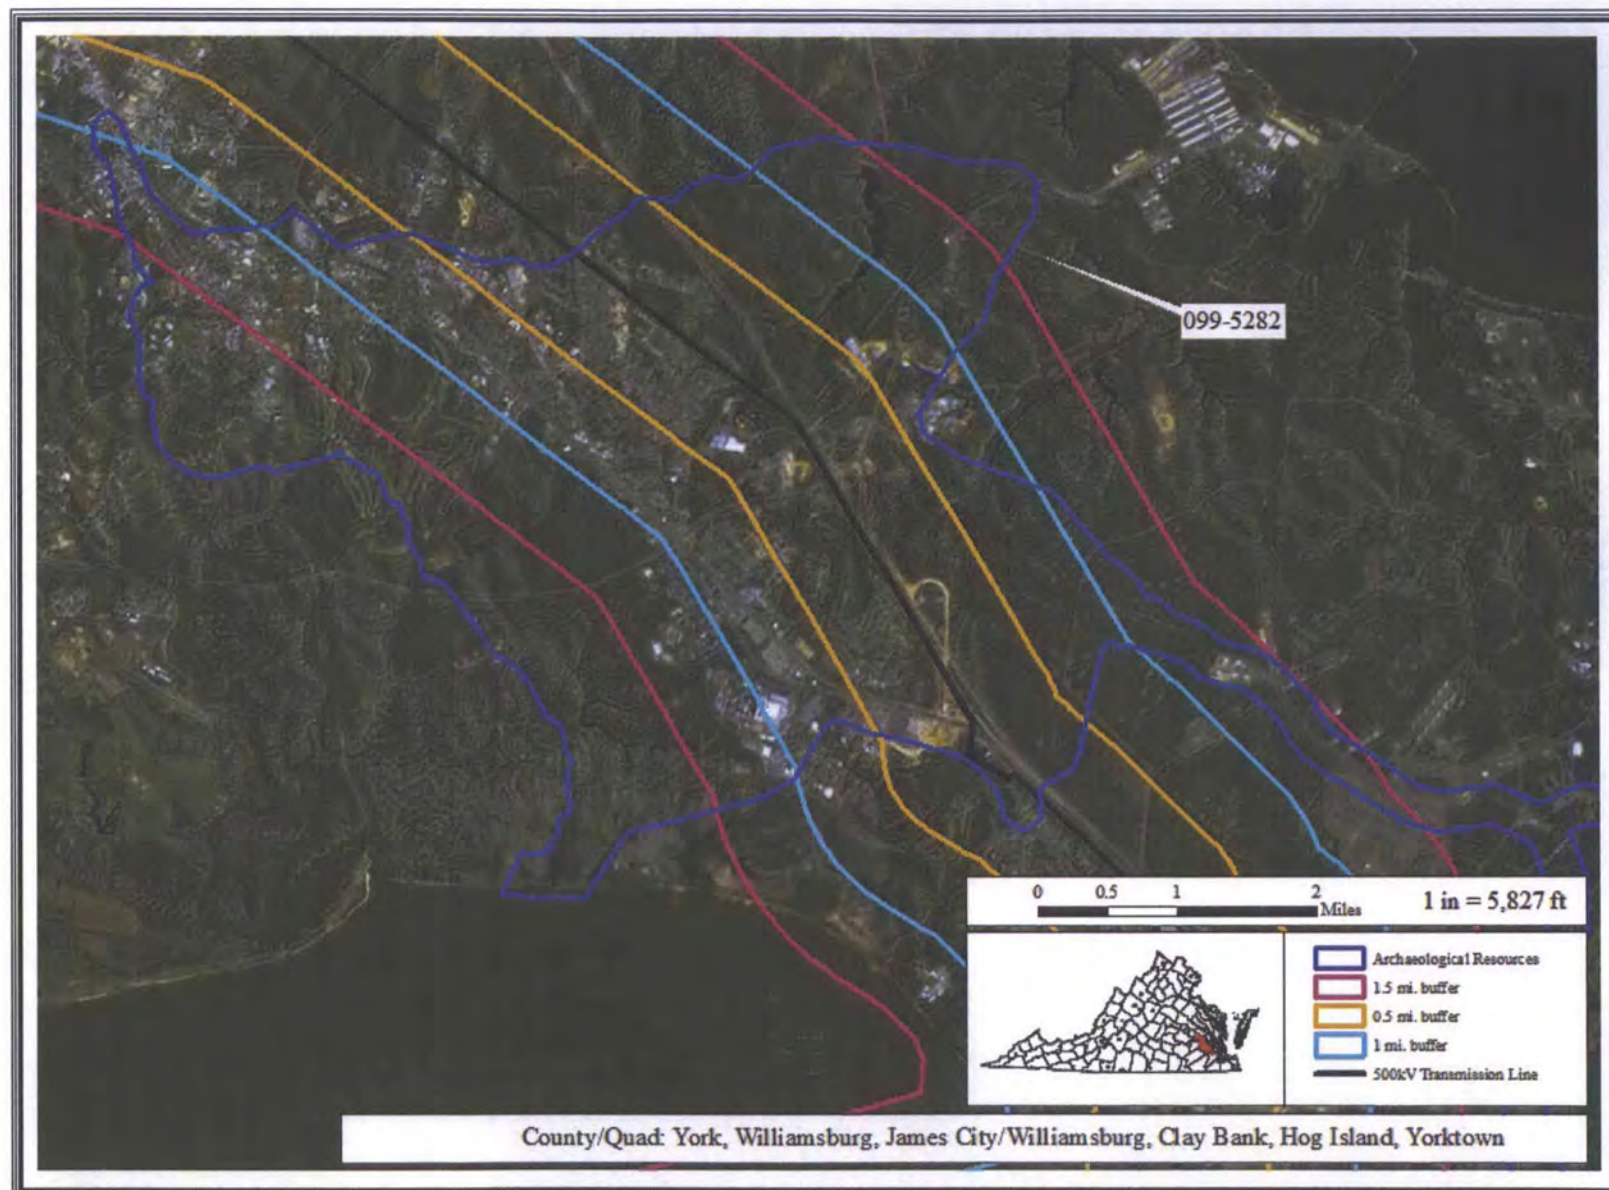 099-5282
0 0.5 1 2
Miles
1 in = 5,827 ft
Archaeological Resources
1.5 mi. buffer
0.5 mi. buffer
1 mi. buffer
500kV Transmission Line
County/Quad: York, Williamsburg, James City/Williamsburg, Clay Bank, Hog Island, Yorktown